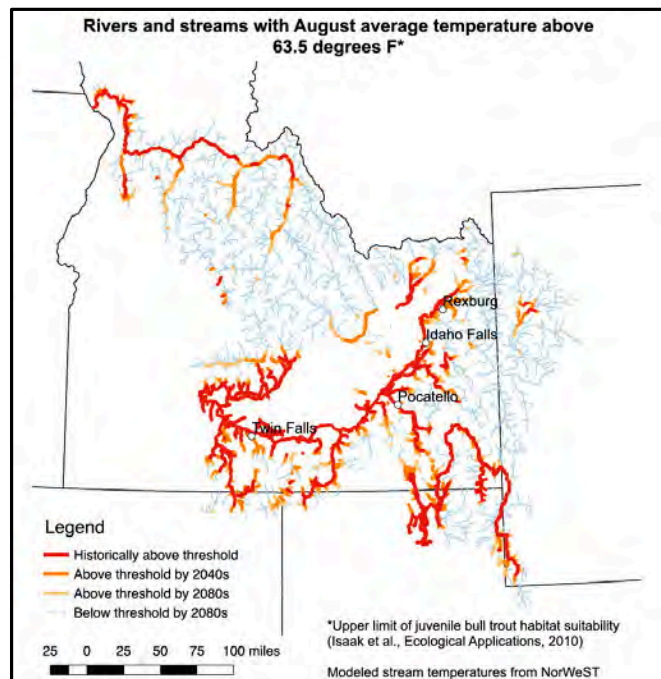 Rivers and streams with August average temperature above
63.5 degrees F*
Rexburg
Idaho Falls
Pocatello
Twin Falls
Legend
Historically above threshold
Above threshold by 2040s
Above threshold by 2080s
Below threshold by 2080s
25 0 25 50 75 100 miles
*Upper limit of juvenile bull trout habitat suitability
(Isaak et al., Ecological Applications, 2010)
Modeled stream temperatures from NorWeST